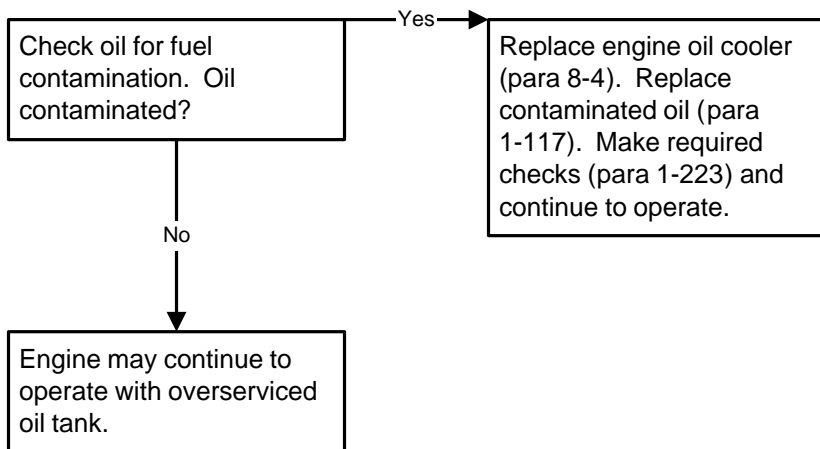 Check oil for fuel
contamination.  Oil
contaminated?
Yes
Replace engine oil cooler
(para 8-4).  Replace
contaminated oil (para
1-117).  Make required
checks (para 1-223) and
continue to operate.
No
Engine may continue to
operate with overserviced
oil tank.